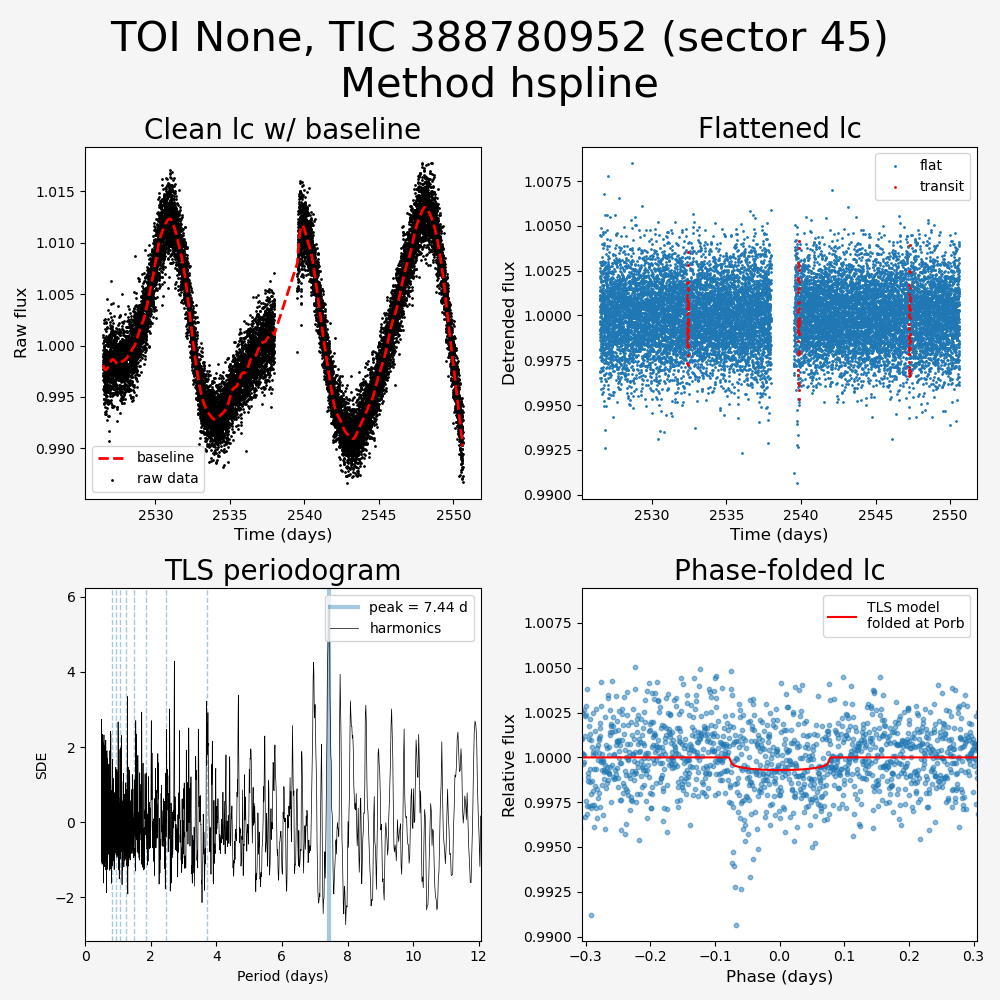 TOI None, TIC 388780952 (sector 45)
Method hspline
Clean lc w/ baseline
Raw flux
1.015
1.010
1.005
1.000
0.995
0.990
baseline
raw data
2530
2535
2540
2545
2550
Time (days)
Flattened lc
Detrended flux
1.0075
1.0050
1.0025
1.0000
0.9975
0.9950
0.9925
0.9900
flat
transit
2530
2535
2540
2545
2550
Time (days)
TLS periodogram
SDE
6
4
2
0
−2
peak = 7.44 d
harmonics
0
2
4
6
8
10
12
Period (days)
Phase-folded lc
Relative flux
1.0075
1.0050
1.0025
1.0000
0.9975
0.9950
0.9925
0.9900
TLS model
folded at Porb
−0.3
−0.2
−0.1
0.0
0.1
0.2
0.3
Phase (days)